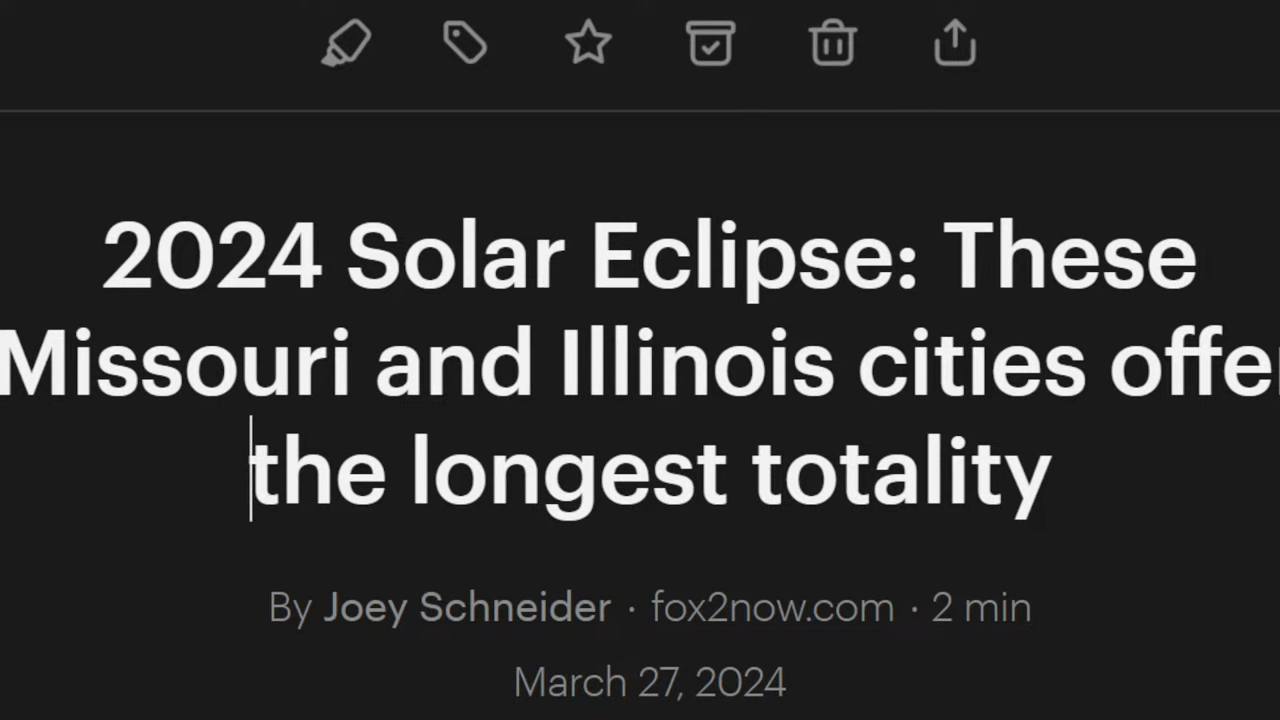 2024 Solar Eclipse: These
Missouri and Illinois cities offer
the longest totality
By Joey Schneider · fox2now.com · 2 min
March 27, 2024